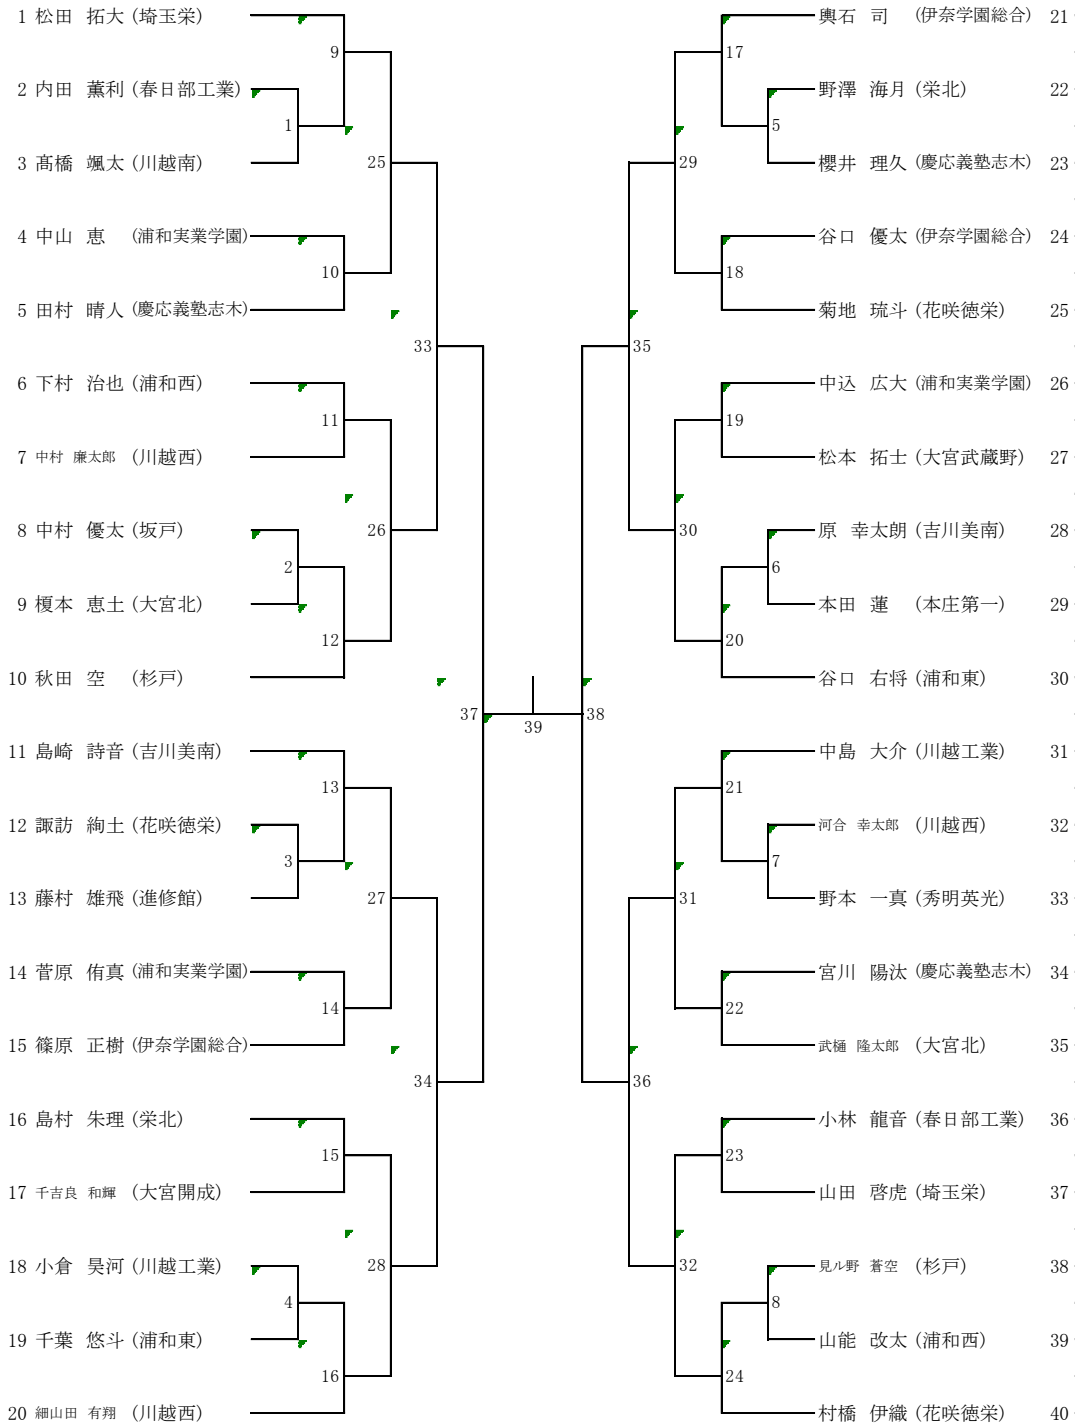 1 松田 拓大 (埼玉栄)
9
2 内田 薫利 (春日部工業)
1
3 髙橋 颯太 (川越南)
25
4 中山 恵 (浦和実業学園)
10
5 田村 晴人 (慶応義塾志木)
33
6 下村 治也 (浦和西)
11
7 中村 廉太郎 (川越西)
26
8 中村 優太 (坂戸)
2
9 榎本 恵土 (大宮北)
12
10 秋田 空 (杉戸)
37
11 島崎 詩音 (吉川美南)
13
12 諏訪 絢土 (花咲徳栄)
3
13 藤村 雄飛 (進修館)
27
14 菅原 侑真 (浦和実業学園)
14
15 篠原 正樹 (伊奈学園総合)
34
16 島村 朱理 (栄北)
15
17 千吉良 和輝 (大宮開成)
28
18 小倉 昊河 (川越工業)
4
19 千葉 悠斗 (浦和東)
16
20 細山田 有翔 (川越西)
39
輿石 司 (伊奈学園総合) 21
17
野澤 海月 (栄北) 22
5
櫻井 理久 (慶応義塾志木) 23
29
谷口 優太 (伊奈学園総合) 24
18
菊地 琉斗 (花咲徳栄) 25
35
中込 広大 (浦和実業学園) 26
19
松本 拓士 (大宮武蔵野) 27
30
原 幸太朗 (吉川美南) 28
6
本田 蓮 (本庄第一) 29
20
谷口 右将 (浦和東) 30
38
中島 大介 (川越工業) 31
21
河合 幸太郎 (川越西) 32
7
野本 一真 (秀明英光) 33
31
宮川 陽汰 (慶応義塾志木) 34
22
武樋 隆太郎 (大宮北) 35
36
小林 龍音 (春日部工業) 36
23
山田 啓虎 (埼玉栄) 37
32
見ル野 蒼空 (杉戸) 38
8
山能 改太 (浦和西) 39
24
村橋 伊織 (花咲徳栄) 40